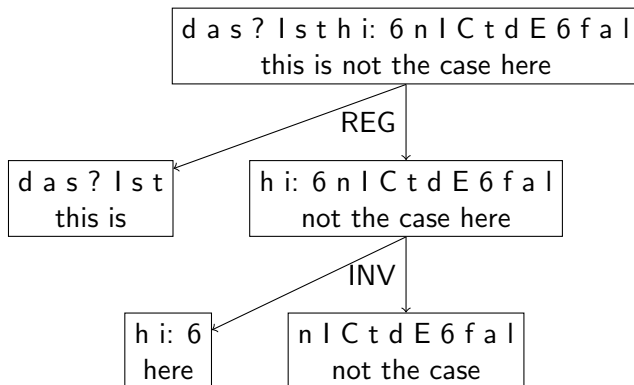 d a s ? I s t h i: 6 n I C t d E 6 f a l
this is not the case here
REG
d a s ? I s t
this is
h i: 6 n I C t d E 6 f a l
not the case here
INV
h i: 6
here
n I C t d E 6 f a l
not the case